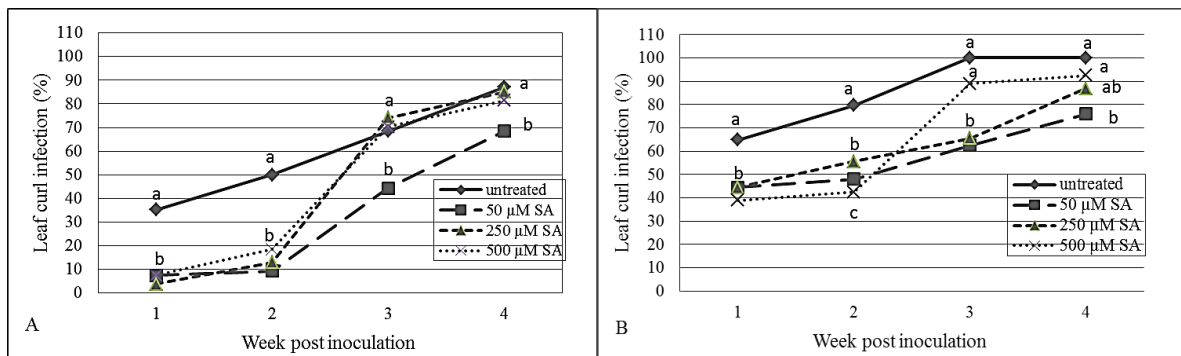 110
100
90
80
70
60
50
40
30
20
10
0
Leaf curl infection (%)
a
a
a
a
b
b
b
b
untreated
50 µM SA
250 µM SA
500 µM SA
1 2 3 4
Week post inoculation
A
110
100
90
80
70
60
50
40
30
20
10
0
Leaf curl infection (%)
a
a
a
a
a
a
ab
b
b
b
b
c
untreated
50 µM SA
250 µM SA
500 µM SA
1 2 3 4
Week post inoculation
B